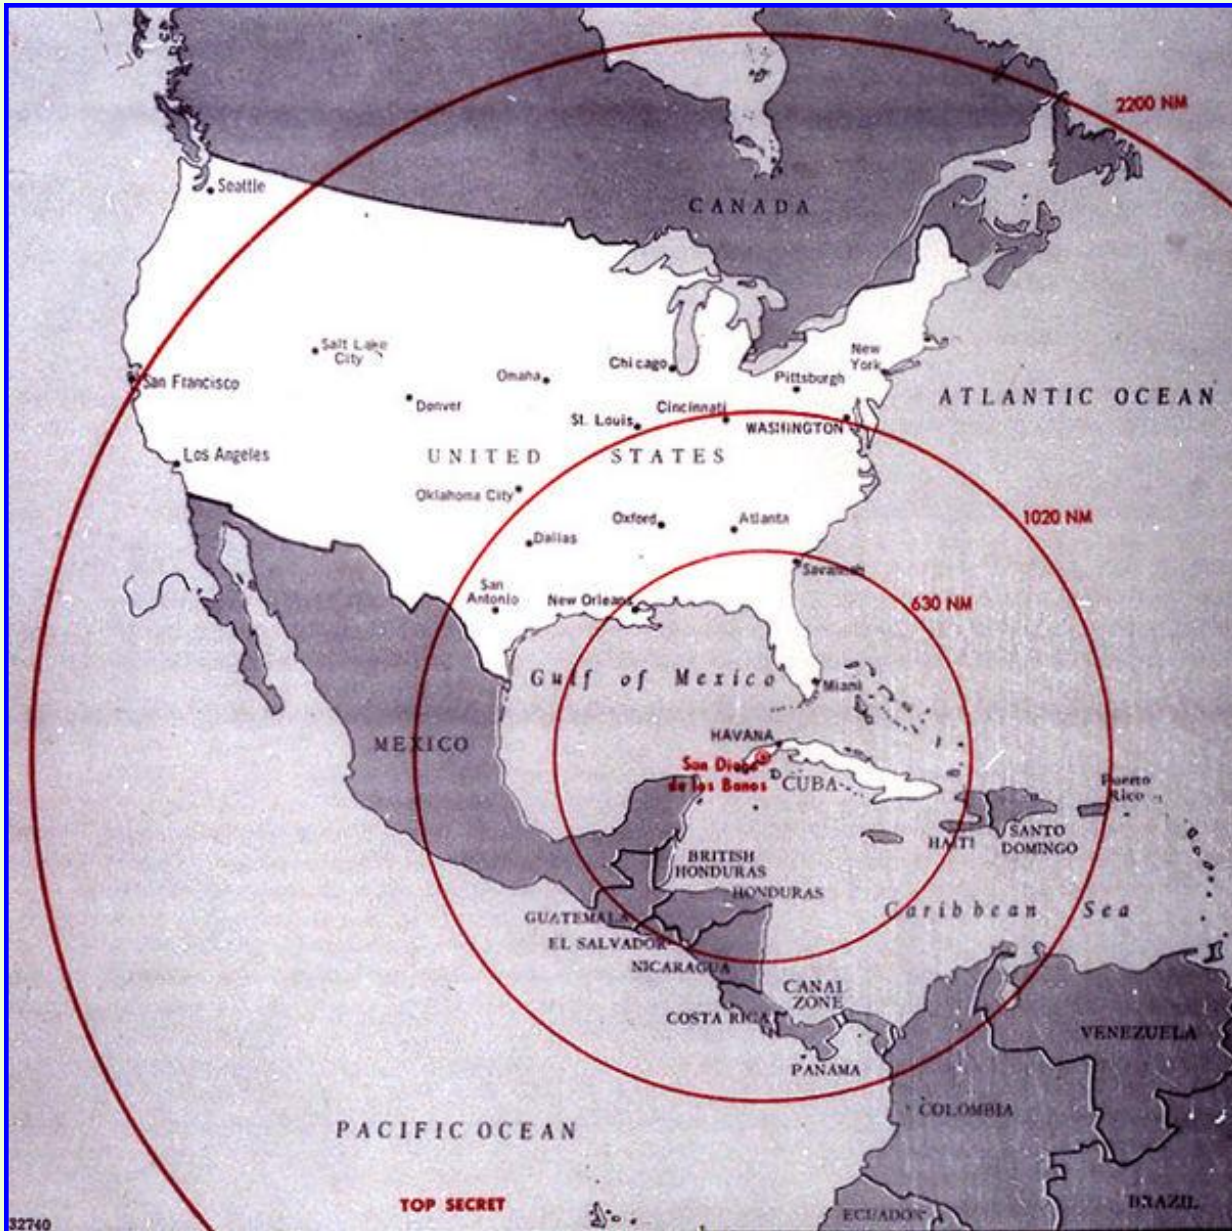 2200 NM
Seattle
CANADA
Salt Lake
City
Chicago
New
York
San Francisco
Omaha
Pittsburgh
ATLANTIC OCEAN
Denver
Cincinnati
St. Louis
WASHINGTON
Los Angeles
UNITED STATES
Oklahoma City
1020 NM
Oxford
Atlanta
Dallas
Savannah
San
Antonio
New Orleans
630 NM
Gulf of Mexico
Miami
MEXICO
HAVANA
San Diego
de los Banos
CUBA
Puerto
Rico
HAITI
SANTO
DOMINGO
BRITISH
HONDURAS
HONDURAS
GUATEMALA
Caribbean Sea
EL SALVADOR
NICARAGUA
CANAL
ZONE
COSTA RICA
VENEZUELA
PANAMA
COLOMBIA
PACIFIC OCEAN
TOP SECRET
BRAZIL
ECUADOR
32740